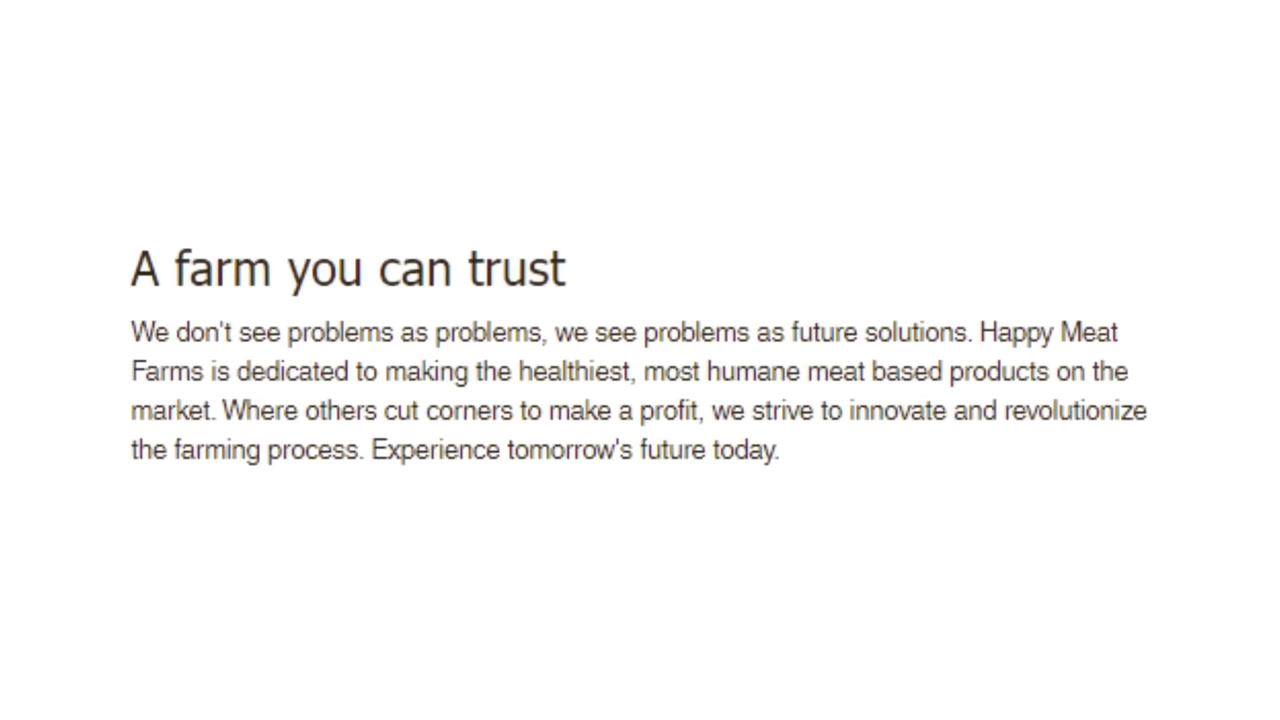 A farm you can trust
We don't see problems as problems, we see problems as future solutions. Happy Meat
Farms is dedicated to making the healthiest, most humane meat based products on the
market. Where others cut corners to make a profit, we strive to innovate and revolutionize
the farming process. Experience tomorrow's future today.